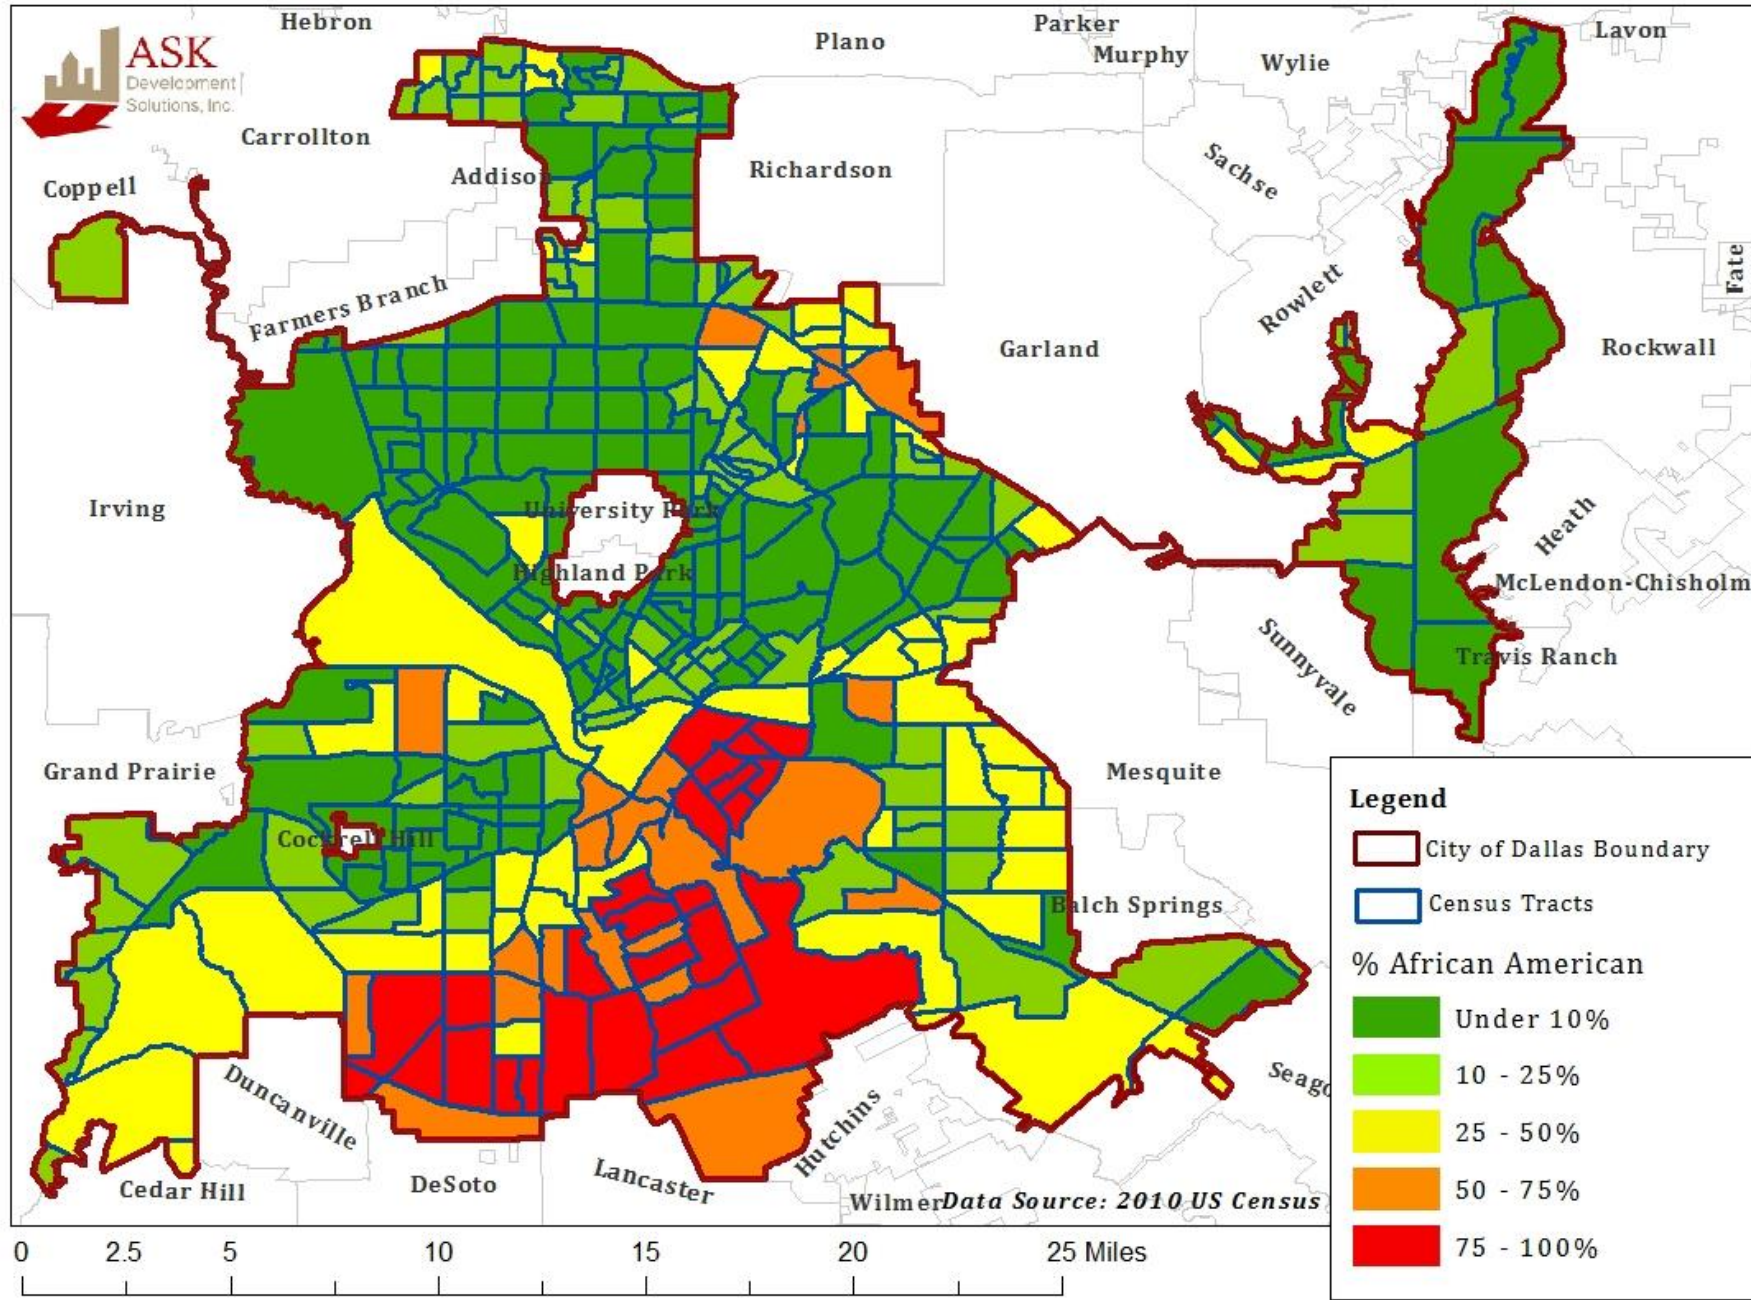 Hebron
Parker
Lavon
ASK
Development
Solutions, Inc.
Plano
Murphy
Wylie
Carrollton
Addison
Richardson
Sachse
Coppell
Farmers Branch
Rowlett
Fate
Garland
Rockwall
Irving
University Park
Heath
Highland Park
McLendon-Chisholm
Sunnyvale
Travis Ranch
Grand Prairie
Mesquite
Cockrell Hill
Balch Springs
Duncanville
Seago
Hutchins
Cedar Hill
DeSoto
Lancaster
Wilmer
Data Source: 2010 US Census
Legend
City of Dallas Boundary
Census Tracts
% African American
Under 10%
10 - 25%
25 - 50%
50 - 75%
75 - 100%
0 2.5 5 10 15 20 25 Miles